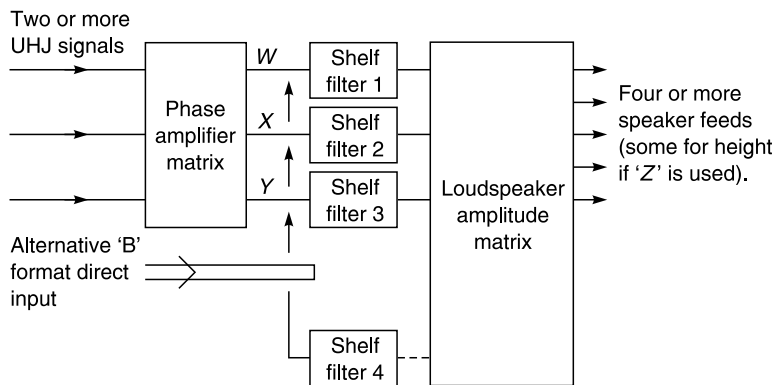 Two or more
UHJ signals
Phase
amplifier
matrix
W
X
Y
Shelf
filter 1
Shelf
filter 2
Shelf
filter 3
Shelf
filter 4
Loudspeaker
amplitude
matrix
Four or more
speaker feeds
(some for height
if ‘Z’ is used).
Alternative ‘B’
format direct
input